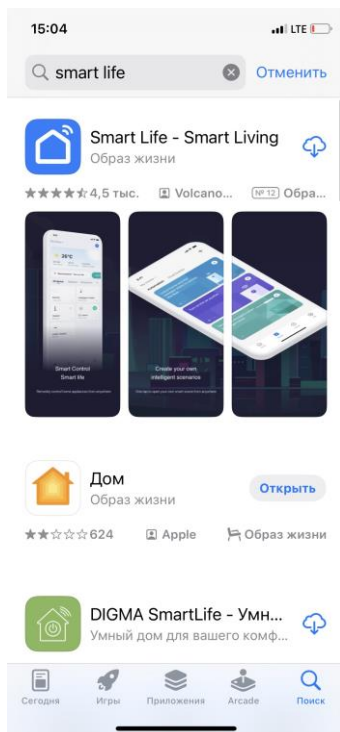 15:04
LTE
smart life
Отменить
Smart Life - Smart Living
Образ жизни
4,5 тыс.
Volcano...
№ 12
Обра...
26°C
Smart Control
Smart life
Create your own
intelligent scenarios
Дом
Образ жизни
Открыть
624
Apple
Образ жизни
DIGMA SmartLife - Умн...
Умный дом для вашего комф...
Сегодня
Игры
Приложения
Arcade
Поиск